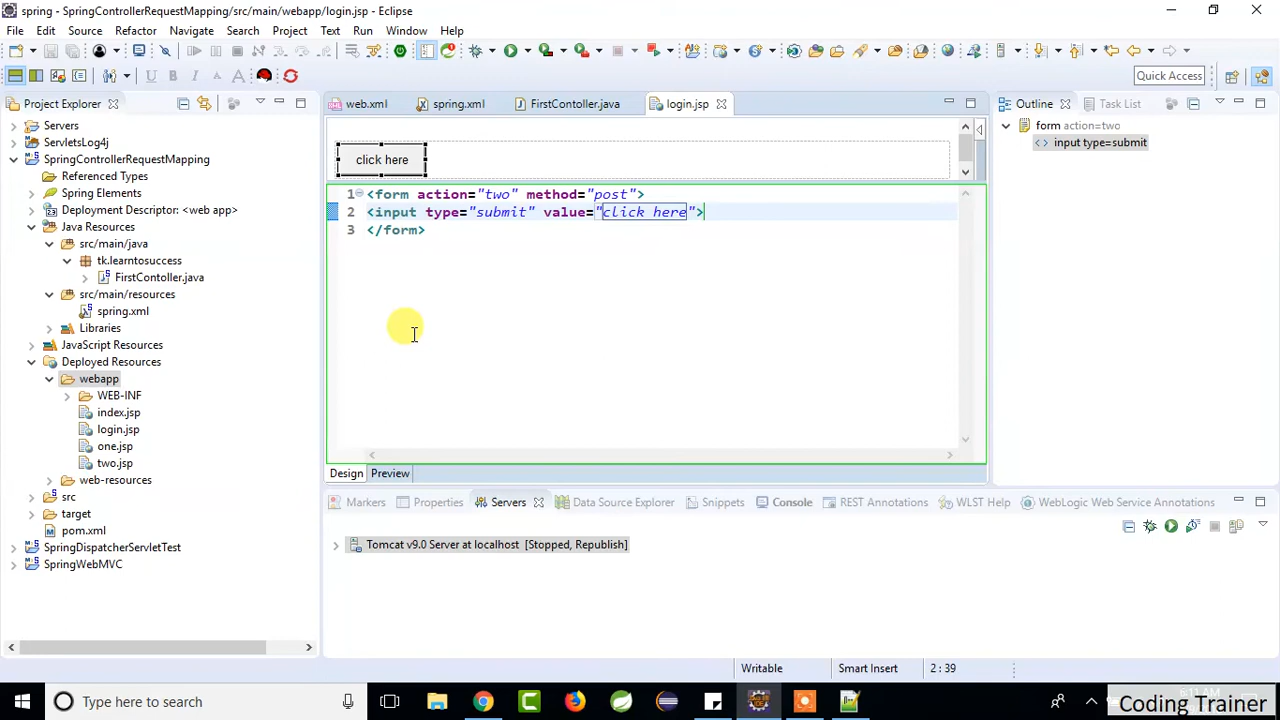 spring - SpringControllerRequestMapping/src/main/webapp/login.jsp - Eclipse
File Edit Source Refactor Navigate Search Project Text Run Window Help
Quick Access
Project Explorer
web.xml
spring.xml
FirstContoller.java
login.jsp
Outline
Task List
Servers
ServletsLog4j
SpringControllerRequestMapping
Referenced Types
Spring Elements
Deployment Descriptor: <web app>
Java Resources
src/main/java
tk.learntosuccess
FirstContoller.java
src/main/resources
spring.xml
Libraries
JavaScript Resources
Deployed Resources
webapp
WEB-INF
index.jsp
login.jsp
one.jsp
two.jsp
web-resources
src
target
pom.xml
SpringDispatcherServletTest
SpringWebMVC
click here
1 <form action="two" method="post">
2 <input type="submit" value="click here">
3 </form>
Design Preview
form action=two
input type=submit
Markers Properties Servers Data Source Explorer Snippets Console REST Annotations WLST Help WebLogic Web Service Annotations
Tomcat v9.0 Server at localhost [Stopped, Republish]
Writable Smart Insert 2 : 39
Type here to search
Coding Trainer